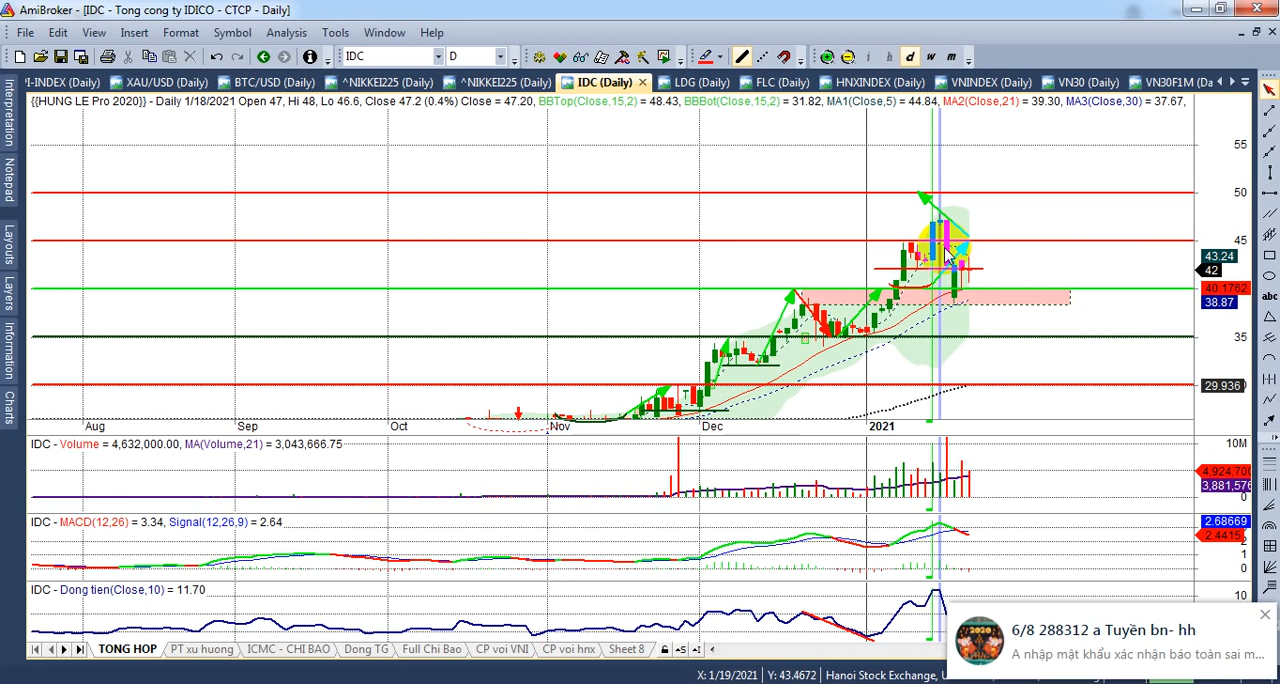 AmiBroker - [IDC - Tong cong ty IDICO - CTCP - Daily]
File Edit View Insert Format Symbol Analysis Tools Window Help
IDC D i h d w m
I-INDEX (Daily) XAU/USD (Daily) BTC/USD (Daily) ^NIKKEI225 (Daily) ^NIKKEI225 (Daily) IDC (Daily) LDG (Daily) FLC (Daily) HNXINDEX (Daily) VNINDEX (Daily) VN30 (Daily) VN30F1M (Da
{{HUNG LE Pro 2020}} - Daily 1/18/2021 Open 47, Hi 48, Lo 46.6, Close 47.2 (0.4%) Close = 47.20, BBTop(Close,15,2) = 48.43, BBBot(Close,15,2) = 31.82, MA1(Close,5) = 44.84, MA2(Close,21) = 39.30, MA3(Close,30) = 37.67,
Interpretation
Notepad
Layouts
Layers
Information
Charts
abc
55
50
45
43.24
42
40.1762
38.87
35
29.936
Aug Sep Oct Nov Dec 2021
IDC - Volume = 4,632,000.00, MA(Volume,21) = 3,043,666.75
10M
4,924,700
3,881,576
0
IDC - MACD(12,26) = 3.34, Signal(12,26,9) = 2.64
2.68669
2.4415
2
1
0
IDC - Dong tien(Close,10) = 11.70
10
TONG HOP PT xu huong ICMC - CHI BAO Dong TG Full Chi Bao CP voi VNI CP voi hnx Sheet 8
X: 1/19/2021 Y: 43.4672 Hanoi Stock Exchange,
6/8 288312 a Tuyền bn- hh
A nhập mật khẩu xác nhận báo toàn sai m...